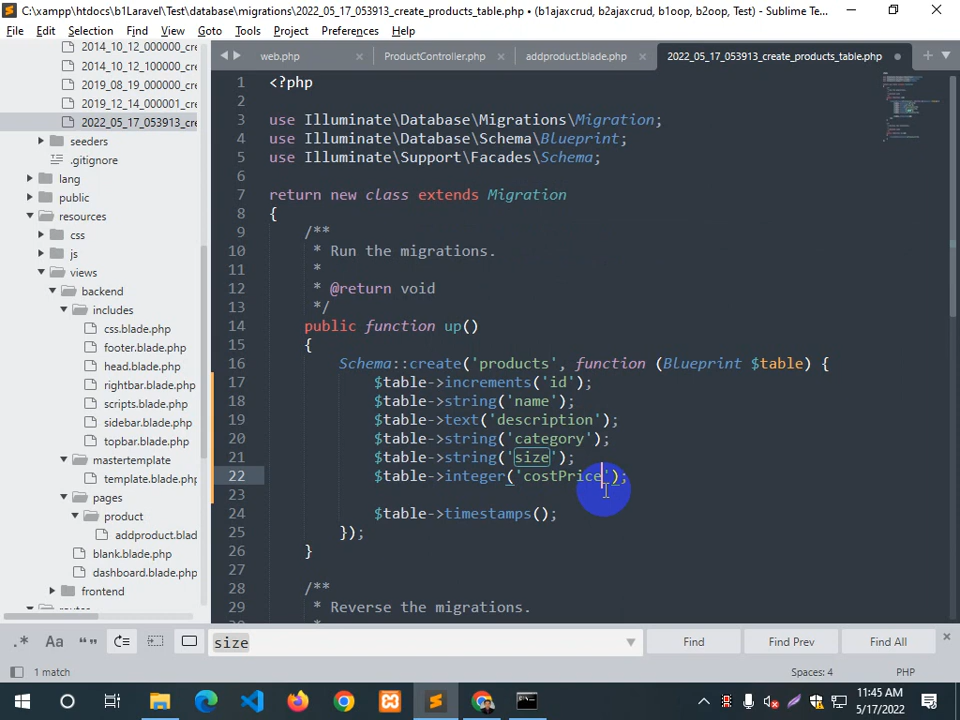 C:\xampp\htdocs\b1Laravel\Test\database\migrations\2022_05_17_053913_create_products_table.php • (b1ajaxcrud, b2ajaxcrud, b1oop, b2oop, Test) - Sublime Te...
File Edit Selection Find View Goto Tools Project Preferences Help
web.php ProductController.php addproduct.blade.php 2022_05_17_053913_create_products_table.php
2014_10_12_000000_cre
2014_10_12_100000_cre
2019_08_19_000000_cre
2019_12_14_000001_cre
2022_05_17_053913_cre
seeders
.gitignore
lang
public
resources
css
js
views
backend
includes
css.blade.php
footer.blade.php
head.blade.php
rightbar.blade.php
scripts.blade.php
sidebar.blade.php
topbar.blade.php
mastertemplate
pages
product
addproduct.blad
blank.blade.php
dashboard.blade.php
frontend
1 <?php
2
3 use Illuminate\Database\Migrations\Migration;
4 use Illuminate\Database\Schema\Blueprint;
5 use Illuminate\Support\Facades\Schema;
6
7 return new class extends Migration
8 {
9 /**
10 * Run the migrations.
11 *
12 * @return void
13 */
14 public function up()
15 {
16 Schema::create('products', function (Blueprint $table) {
17 $table->increments('id');
18 $table->string('name');
19 $table->text('description');
20 $table->string('category');
21 $table->string('size');
22 $table->integer('costPrice');
23
24 $table->timestamps();
25 });
26 }
27
28 /**
29 * Reverse the migrations.
.* Aa “” size Find Find Prev Find All
1 match Spaces: 4 PHP
11:45 AM
5/17/2022